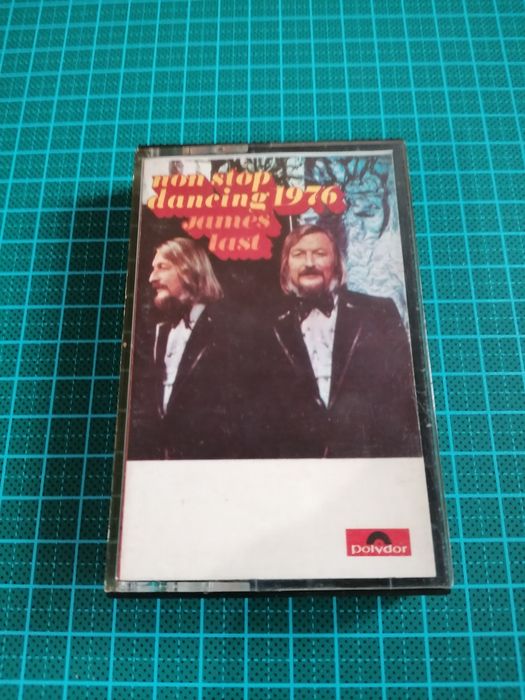 non stop
dancing 1976
james
last
polydor